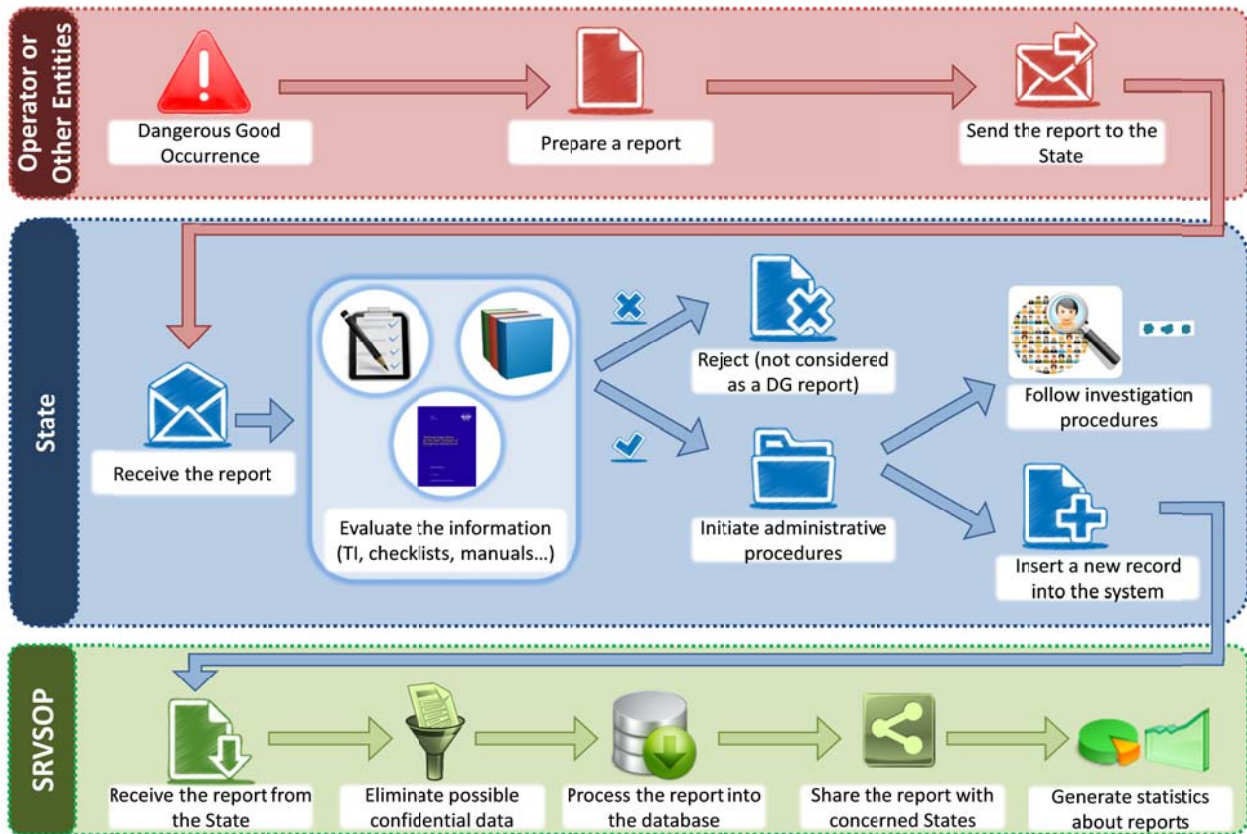 Operator or
Other Entities
Dangerous Good
Occurrence
Prepare a report
Send the report to the
State
State
Receive the report
Evaluate the information
(TI, checklists, manuals...)
Reject (not considered
as a DG report)
Initiate administrative
procedures
Follow investigation
procedures
Insert a new record
into the system
SRVSOP
Receive the report from
the State
Eliminate possible
confidential data
Process the report into
the database
Share the report with
concerned States
Generate statistics
about reports